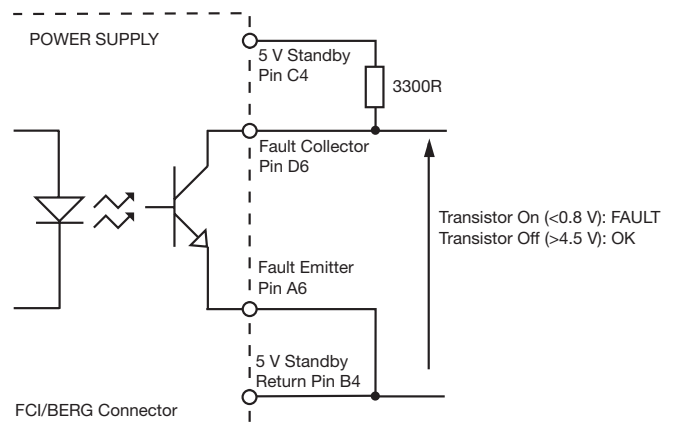 POWER SUPPLY
5 V Standby
Pin C4
3300R
Fault Collector
Pin D6
Transistor On (<0.8 V): FAULT
Transistor Off (>4.5 V): OK
Fault Emitter
Pin A6
5 V Standby
Return Pin B4
FCI/BERG Connector